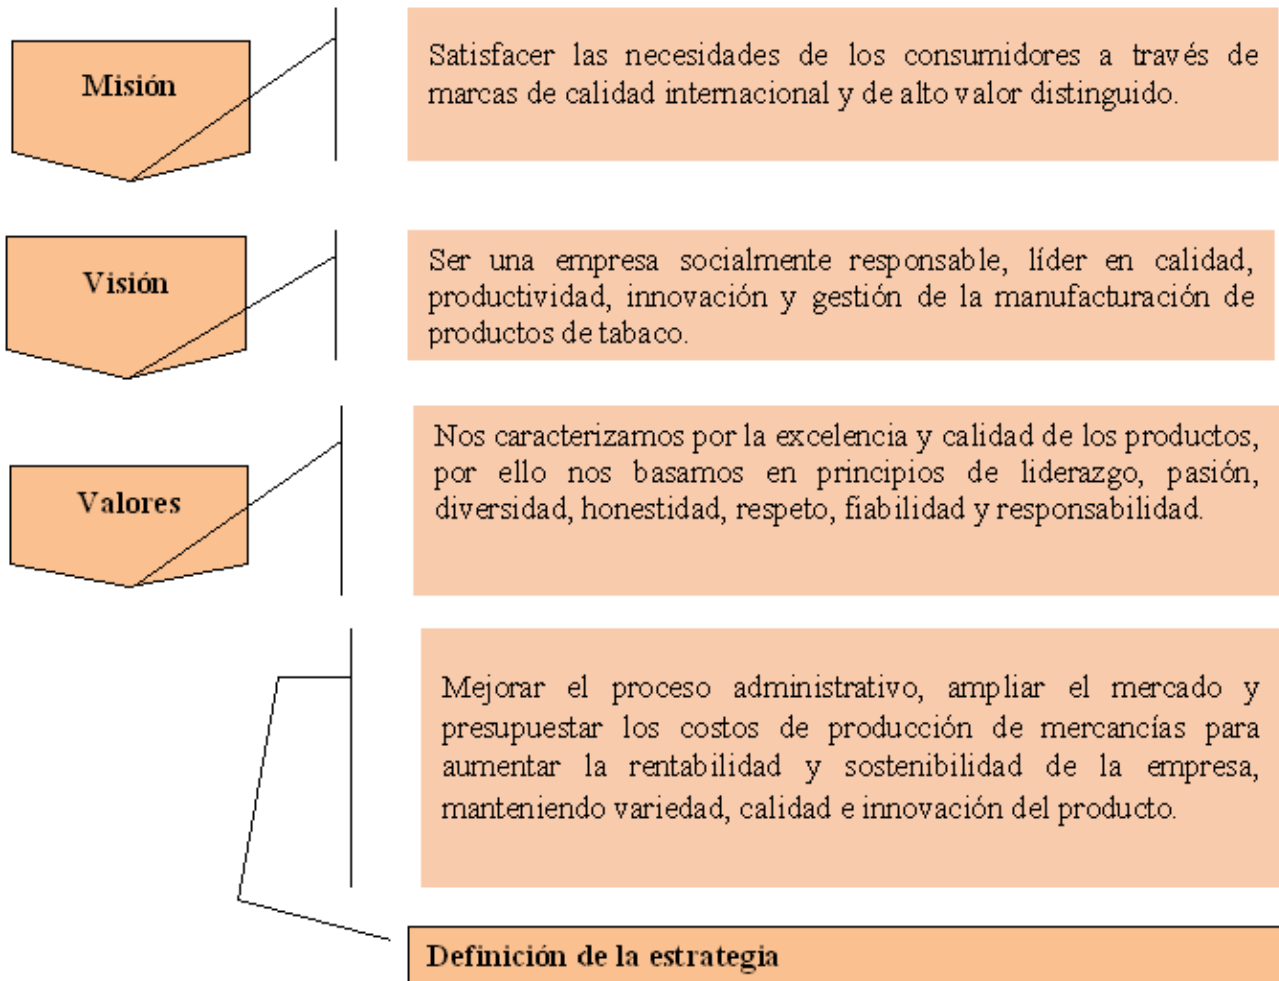 Misión
Satisfacer las necesidades de los consumidores a través de
marcas de calidad internacional y de alto valor distinguido.
Visión
Ser una empresa socialmente responsable, líder en calidad,
productividad, innovación y gestión de la manufacturación de
productos de tabaco.
Valores
Nos caracterizamos por la excelencia y calidad de los productos,
por ello nos basamos en principios de liderazgo, pasión,
diversidad, honestidad, respeto, fiabilidad y responsabilidad.
Mejorar el proceso administrativo, ampliar el mercado y
presupuestar los costos de producción de mercancías para
aumentar la rentabilidad y sostenibilidad de la empresa,
manteniendo variedad, calidad e innovación del producto.
Definición de la estrategia